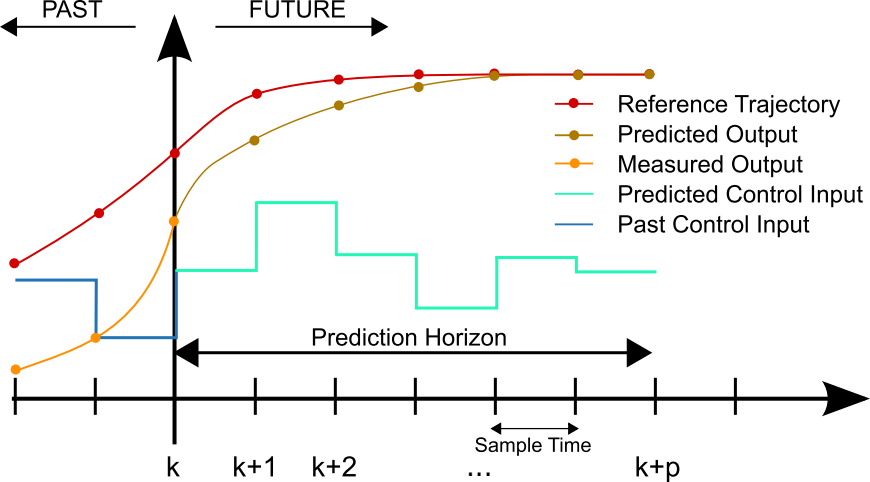 PAST
FUTURE
Reference Trajectory
Predicted Output
Measured Output
Predicted Control Input
Past Control Input
Prediction Horizon
Sample Time
k
k+1
k+2
...
k+p